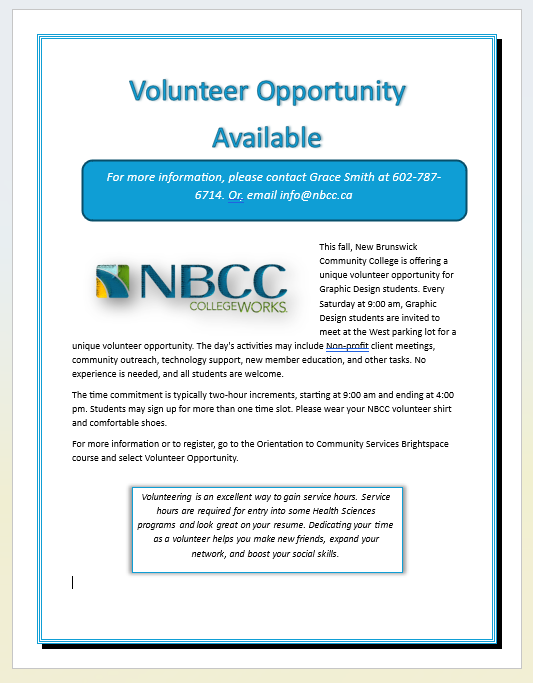 Volunteer Opportunity
Available
For more information, please contact Grace Smith at 602-787-
6714. Or, email info@nbcc.ca
This fall, New Brunswick
Community College is offering a
unique volunteer opportunity for
Graphic Design students. Every
Saturday at 9:00 am, Graphic
Design students are invited to
meet at the West parking lot for a
NBCC
COLLEGEWORKS.
unique volunteer opportunity. The day's activities may include Non-profit client meetings,
community outreach, technology support, new member education, and other tasks. No
experience is needed, and all students are welcome.
The time commitment is typically two-hour increments, starting at 9:00 am and ending at 4:00
pm. Students may sign up for more than one time slot. Please wear your NBCC volunteer shirt
and comfortable shoes.
For more information or to register, go to the Orientation to Community Services Brightspace
course and select Volunteer Opportunity.
Volunteering is an excellent way to gain service hours. Service
hours are required for entry into some Health Sciences
programs and look great on your resume. Dedicating your time
as a volunteer helps you make new friends, expand your
network, and boost your social skills.